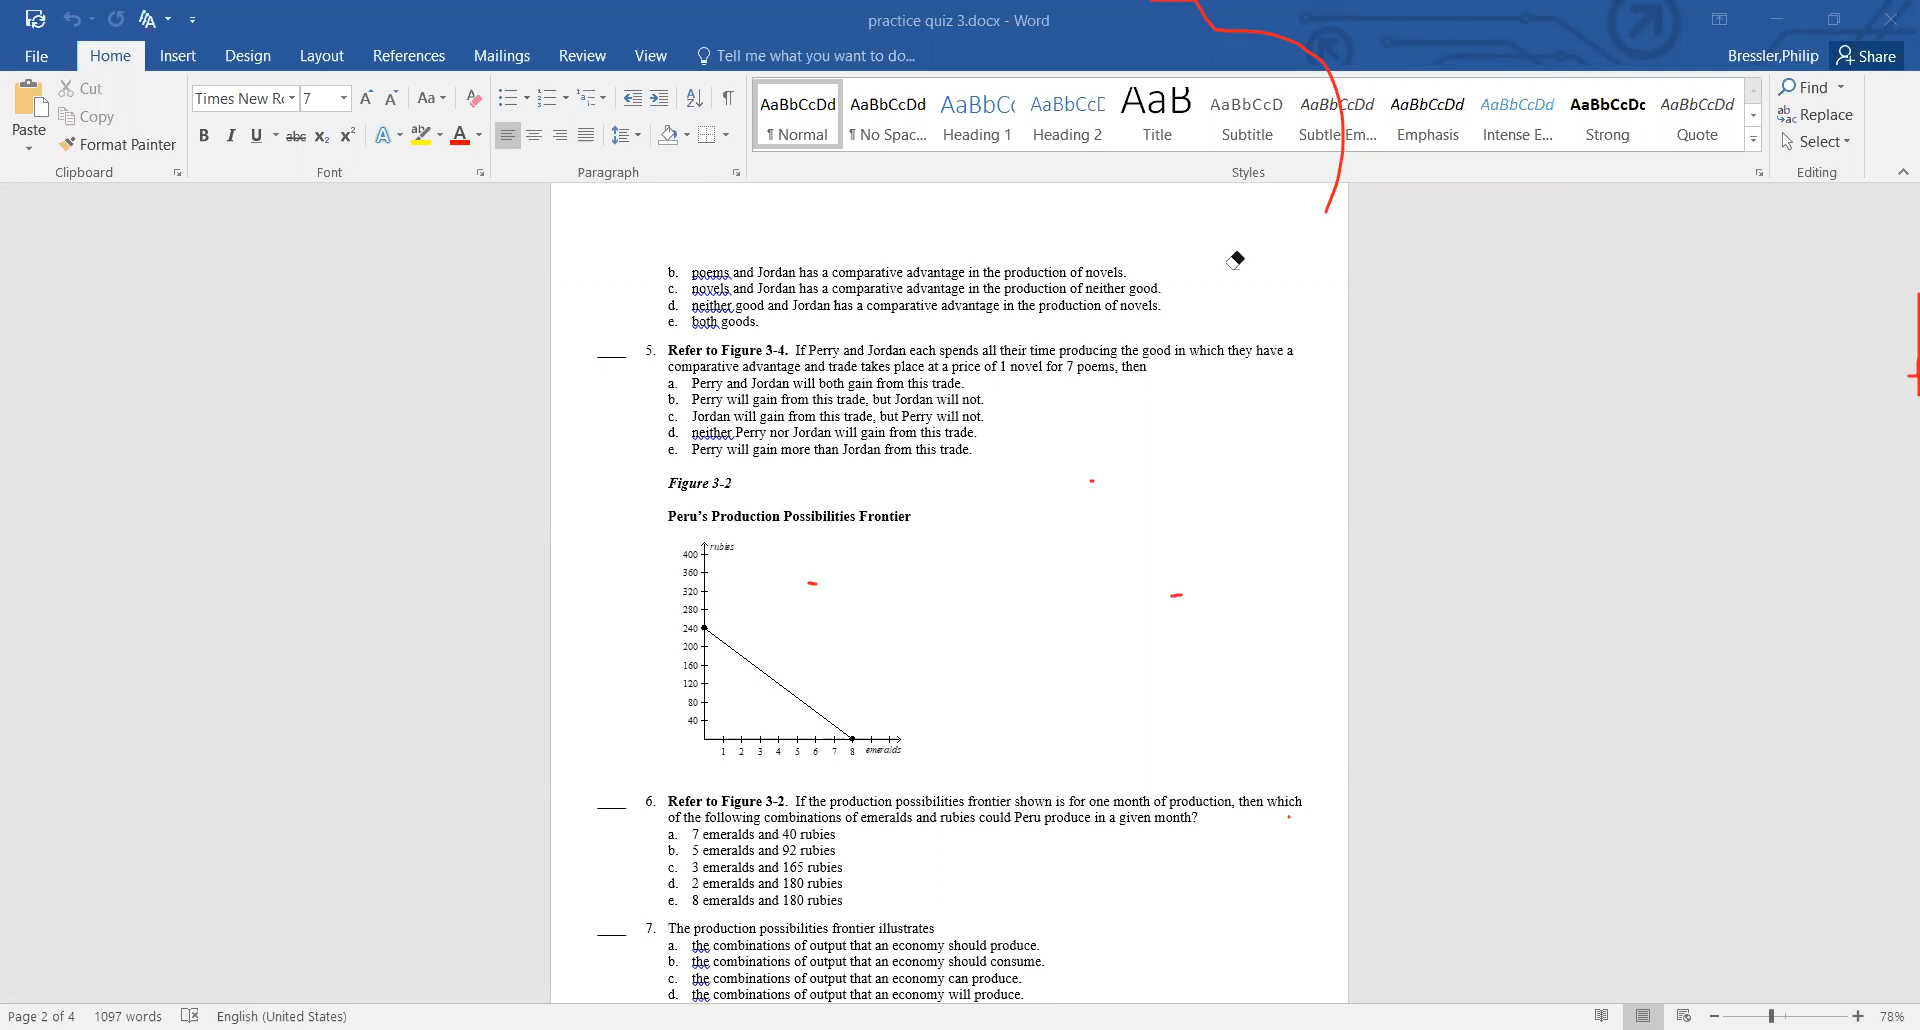 practice quiz 3.docx - Word
File Home Insert Design Layout References Mailings Review View Tell me what you want to do... Bressler,Philip Share
Paste Cut Copy Format Painter
Clipboard
Times New Ro 7 Aa
B I U abc x₂ x² A ab A
Font
Paragraph
AaBbCcDd AaBbCcDd AaBbC AaBbCcD AaB AaBbCcD AaBbCcDd AaBbCcDd AaBbCcDd AaBbCcDc AaBbCcDd
¶ Normal ¶ No Spac... Heading 1 Heading 2 Title Subtitle Subtle Em... Emphasis Intense E... Strong Quote
Styles
Find
Replace
Select
Editing
b. poems and Jordan has a comparative advantage in the production of novels.
c. novels and Jordan has a comparative advantage in the production of neither good.
d. neither good and Jordan has a comparative advantage in the production of novels.
e. both goods.
____ 5. Refer to Figure 3-4. If Perry and Jordan each spends all their time producing the good in which they have a
comparative advantage and trade takes place at a price of 1 novel for 7 poems, then
a. Perry and Jordan will both gain from this trade.
b. Perry will gain from this trade, but Jordan will not.
c. Jordan will gain from this trade, but Perry will not.
d. neither Perry nor Jordan will gain from this trade.
e. Perry will gain more than Jordan from this trade.
Figure 3-2
Peru’s Production Possibilities Frontier
rubies
400
360
320
280
240
200
160
120
80
40
1 2 3 4 5 6 7 8 emeralds
____ 6. Refer to Figure 3-2. If the production possibilities frontier shown is for one month of production, then which
of the following combinations of emeralds and rubies could Peru produce in a given month?
a. 7 emeralds and 40 rubies
b. 5 emeralds and 92 rubies
c. 3 emeralds and 165 rubies
d. 2 emeralds and 180 rubies
e. 8 emeralds and 180 rubies
____ 7. The production possibilities frontier illustrates
a. the combinations of output that an economy should produce.
b. the combinations of output that an economy should consume.
c. the combinations of output that an economy can produce.
d. the combinations of output that an economy will produce.
Page 2 of 4 1097 words English (United States) 78%